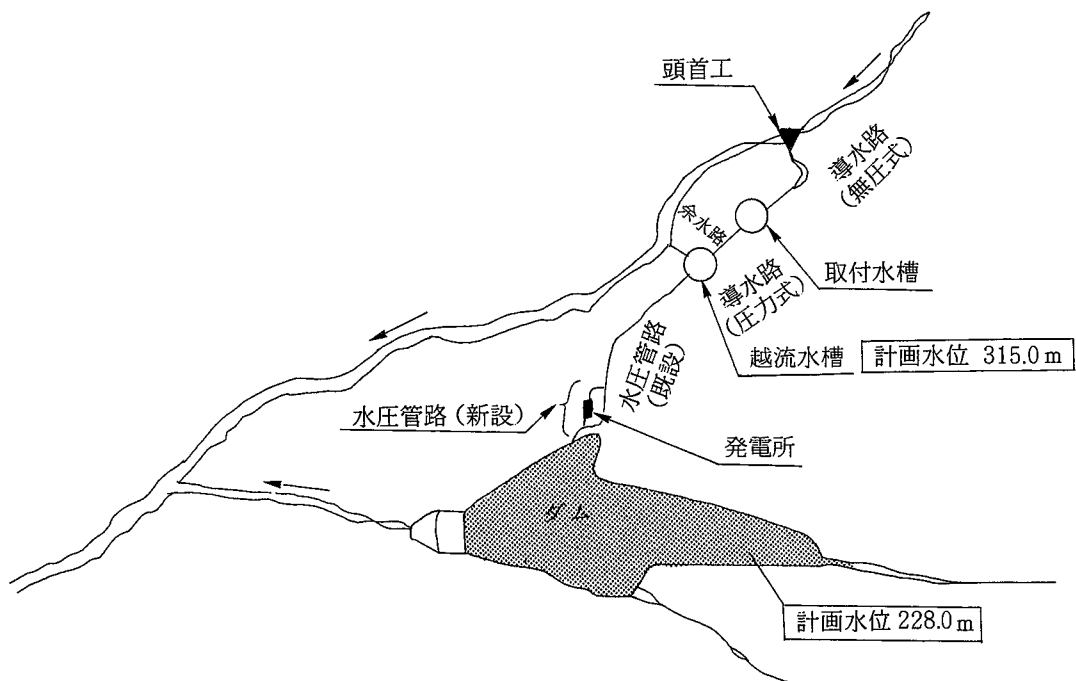 頭首工
導水路
(無圧式)
余水路
取付水槽
導水路
(圧力式)
越流水槽
計画水位 315.0m
水圧管路
(既設)
水圧管路(新設)
発電所
ダム
計画水位 228.0m